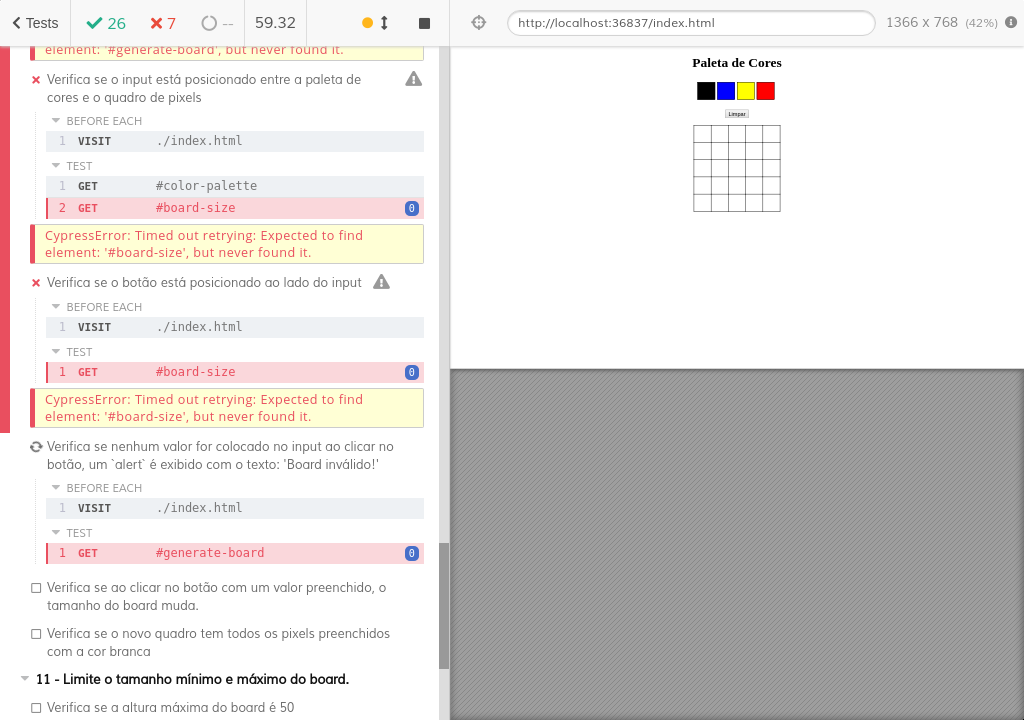 Tests
26
7
--
59.32
http://localhost:36837/index.html
1366 x 768 (42%)
element: '#generate-board', but never found it.
Verifica se o input está posicionado entre a paleta de
cores e o quadro de pixels
BEFORE EACH
1 VISIT ./index.html
TEST
1 GET #color-palette
2 GET #board-size 0
CypressError: Timed out retrying: Expected to find
element: '#board-size', but never found it.
Verifica se o botão está posicionado ao lado do input
BEFORE EACH
1 VISIT ./index.html
TEST
1 GET #board-size 0
CypressError: Timed out retrying: Expected to find
element: '#board-size', but never found it.
Verifica se nenhum valor for colocado no input ao clicar no
botão, um `alert` é exibido com o texto: 'Board inválido!'
BEFORE EACH
1 VISIT ./index.html
TEST
1 GET #generate-board 0
Verifica se ao clicar no botão com um valor preenchido, o
tamanho do board muda.
Verifica se o novo quadro tem todos os pixels preenchidos
com a cor branca
11 - Limite o tamanho mínimo e máximo do board.
Verifica se a altura máxima do board é 50
Paleta de Cores
Limpar